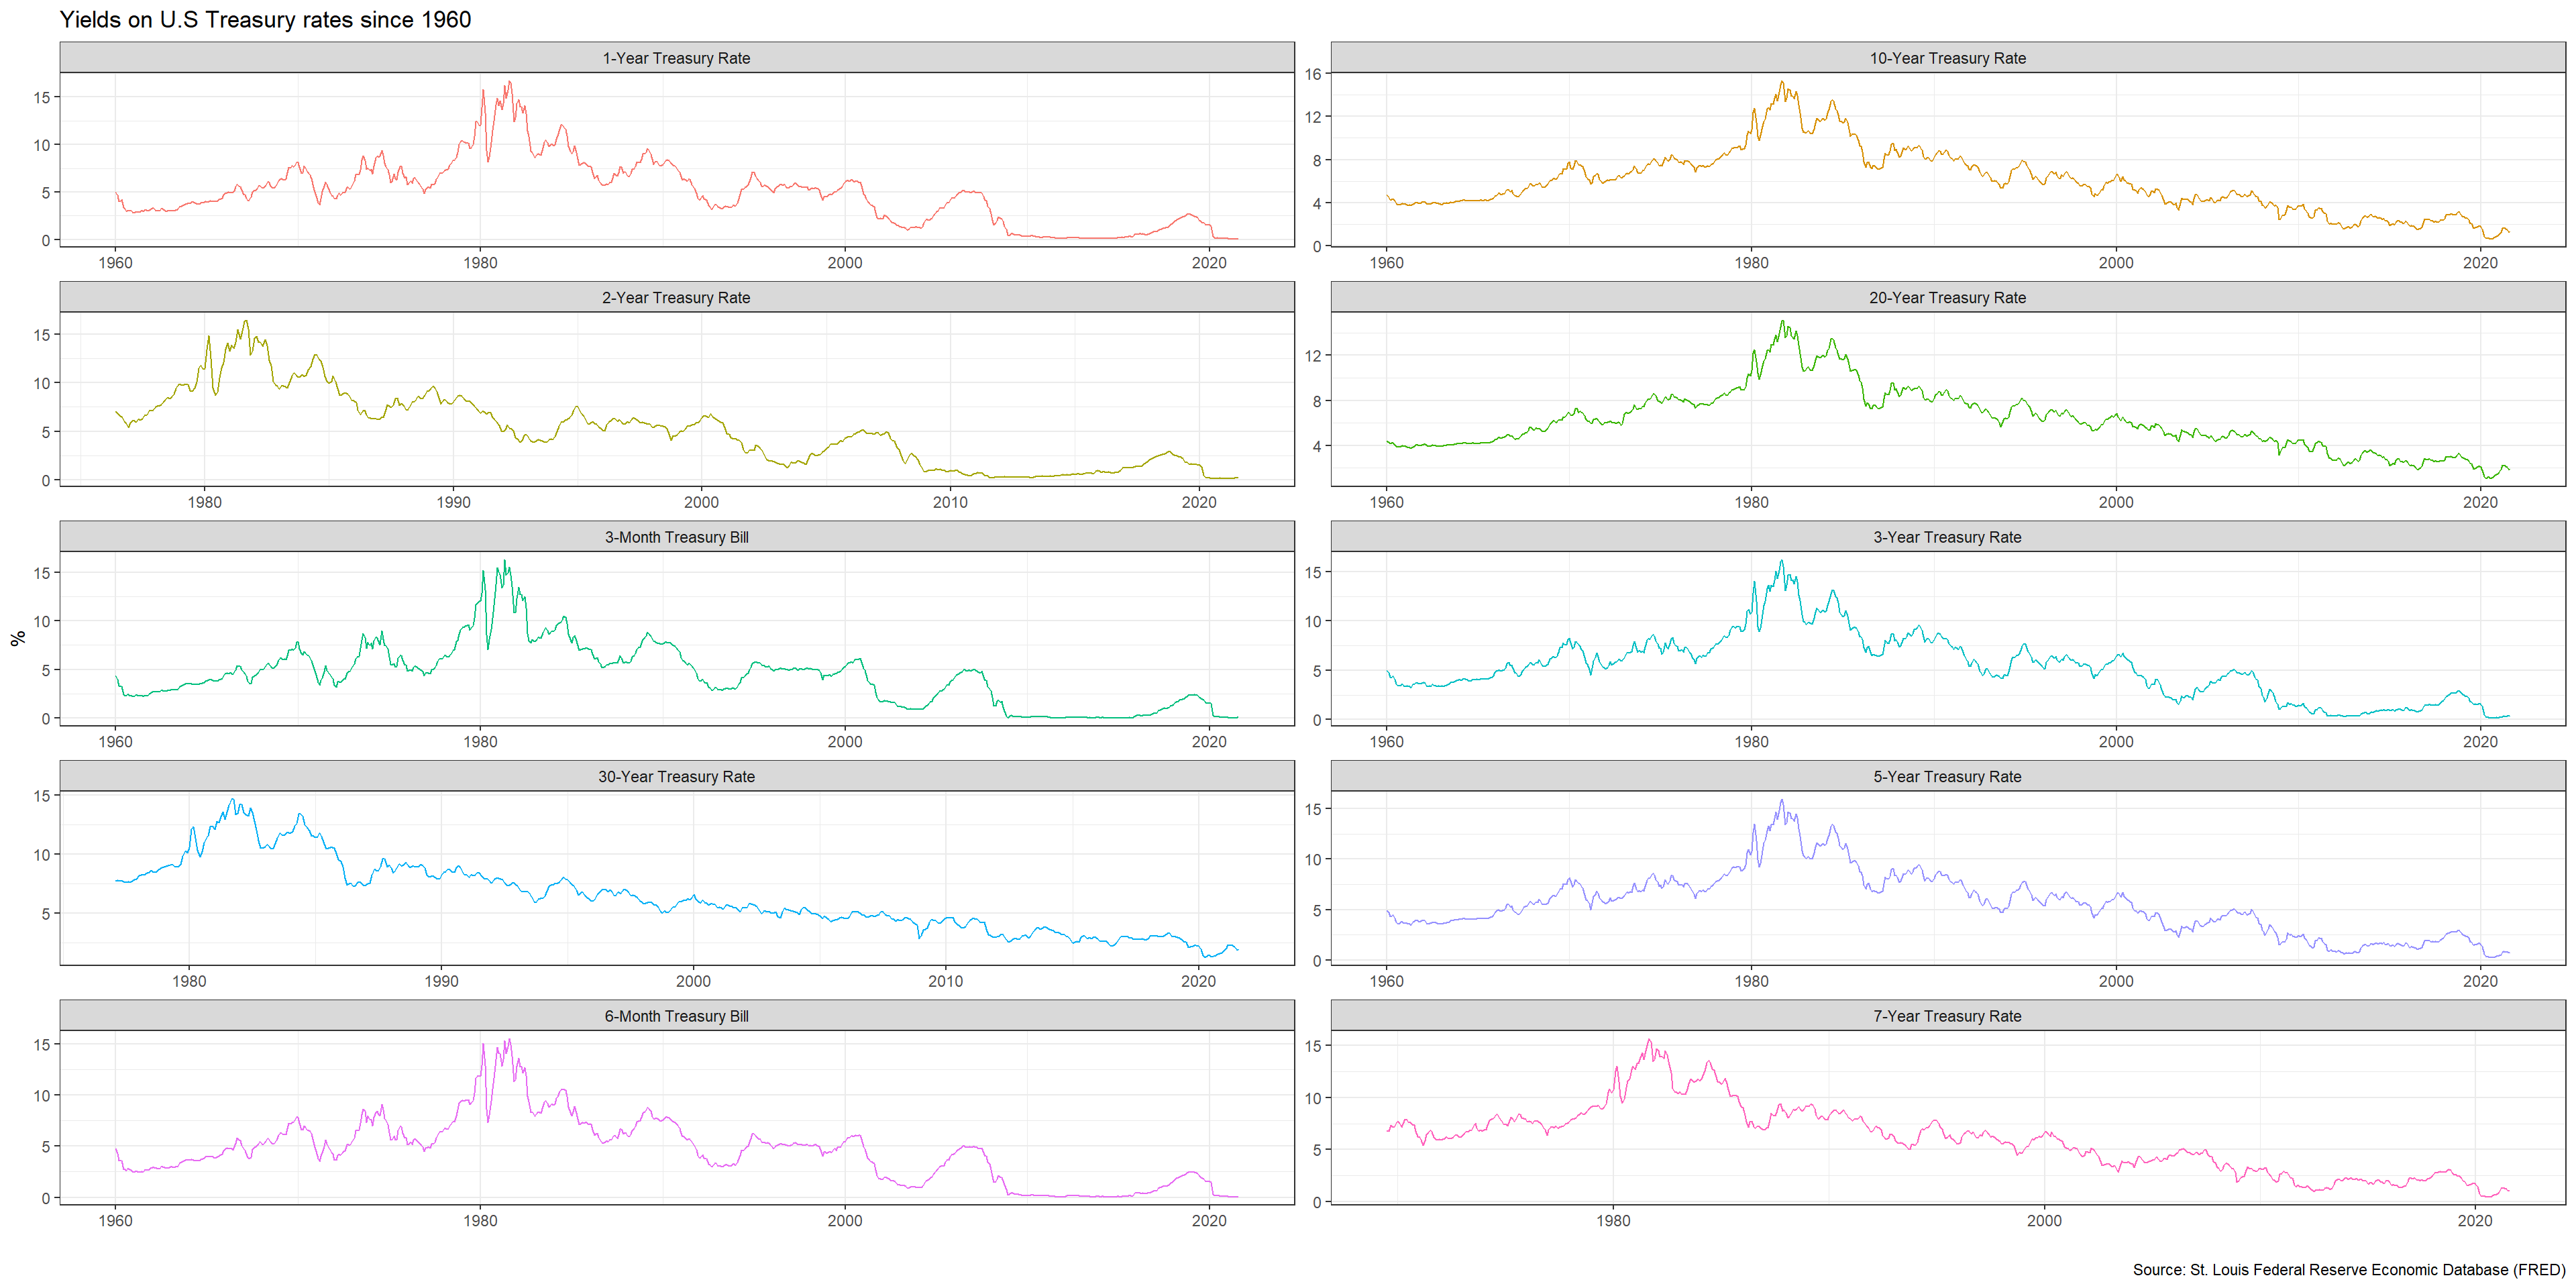 Yields on U.S Treasury rates since 1960
1-Year Treasury Rate
15
10
5
0
1960 1980 2000 2020
10-Year Treasury Rate
16
12
8
4
0
1960 1980 2000 2020
2-Year Treasury Rate
15
10
5
0
1980 1990 2000 2010 2020
20-Year Treasury Rate
12
8
4
1960 1980 2000 2020
%
3-Month Treasury Bill
15
10
5
0
1960 1980 2000 2020
3-Year Treasury Rate
15
10
5
0
1960 1980 2000 2020
30-Year Treasury Rate
15
10
5
1980 1990 2000 2010 2020
5-Year Treasury Rate
15
10
5
0
1960 1980 2000 2020
6-Month Treasury Bill
15
10
5
0
1960 1980 2000 2020
7-Year Treasury Rate
15
10
5
0
1980 2000 2020
Source: St. Louis Federal Reserve Economic Database (FRED)